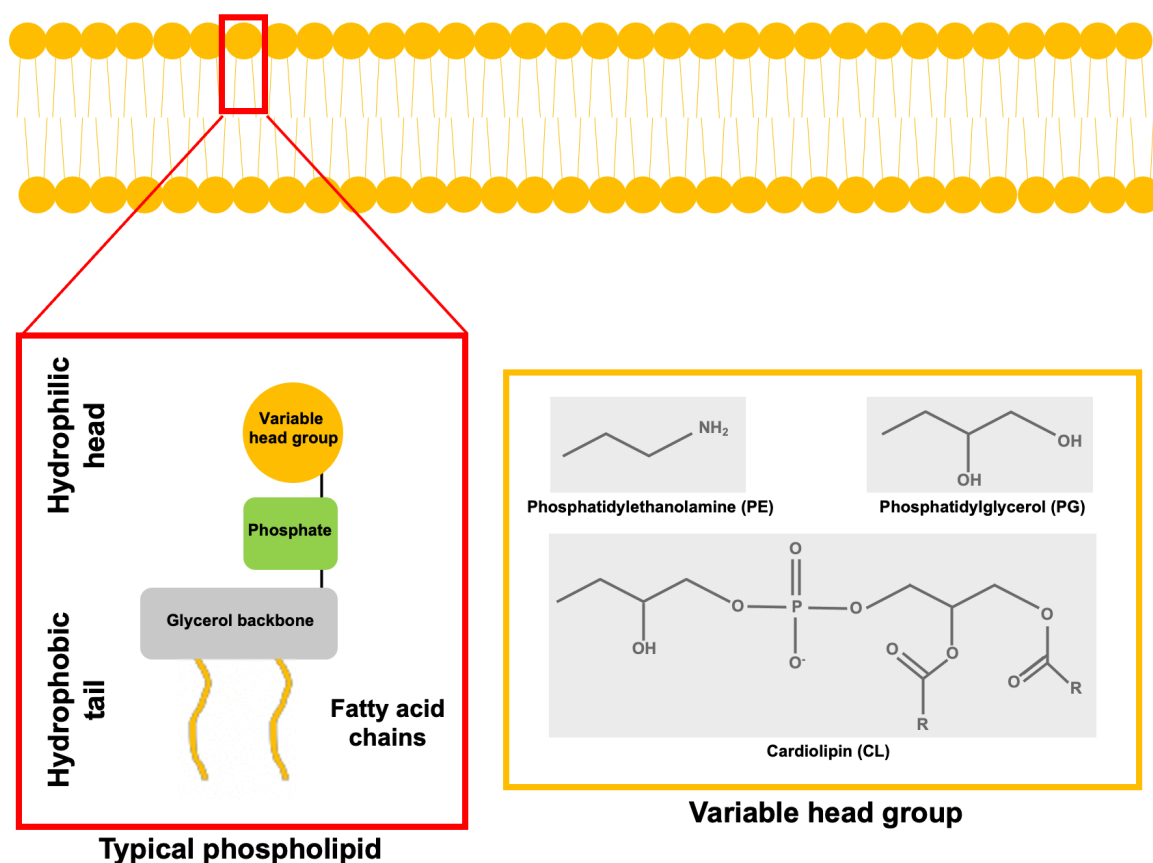 Hydrophilic
head
Variable
head group
Phosphate
Glycerol backbone
Hydrophobic
tail
Fatty acid
chains
Typical phospholipid
NH₂
Phosphatidylethanolamine (PE)
OH
OH
Phosphatidylglycerol (PG)
O
O
P
O
O
OH
O
O
O-
O
R
R
Cardiolipin (CL)
Variable head group